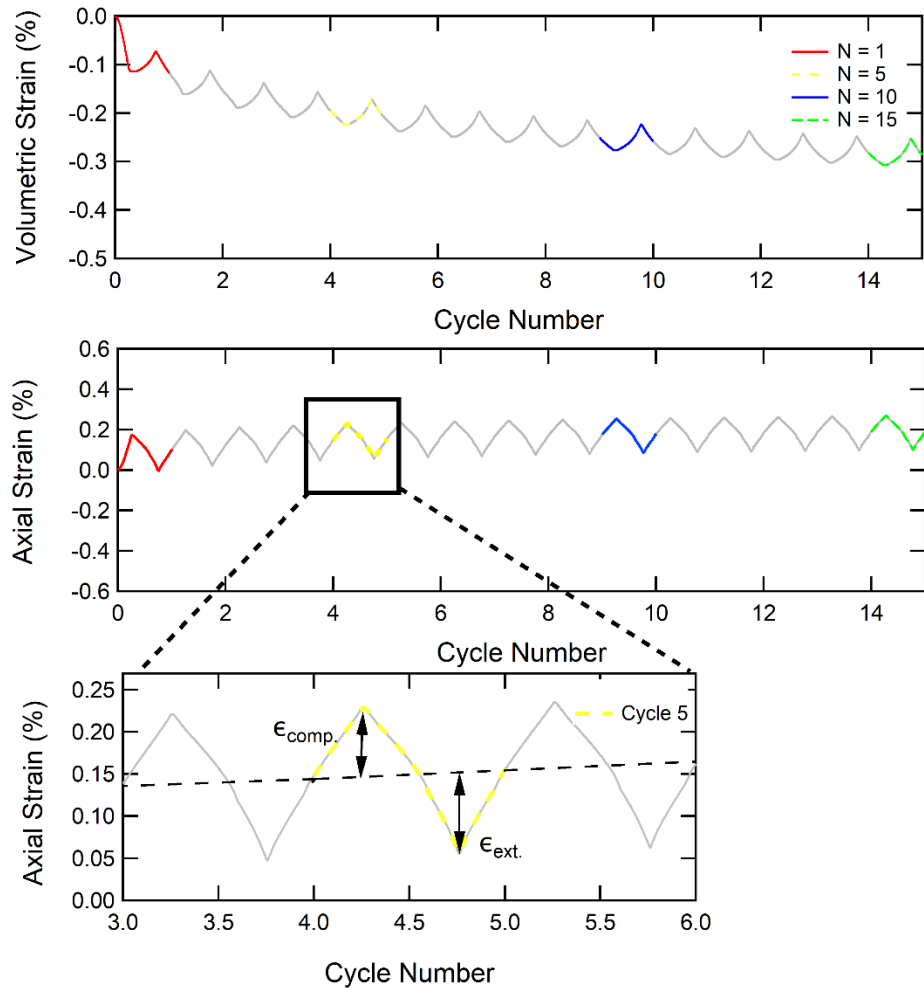 Volumetric Strain (%)
0.0
-0.1
-0.2
-0.3
-0.4
-0.5
N = 1
N = 5
N = 10
N = 15
0 2 4 6 8 10 12 14
Cycle Number
Axial Strain (%)
0.6
0.4
0.2
0.0
-0.2
-0.4
-0.6
0 2 4 6 8 10 12 14
Cycle Number
Axial Strain (%)
0.25
0.20
0.15
0.10
0.05
0.00
Cycle 5
ϵcomp.
ϵext.
3.0 3.5 4.0 4.5 5.0 5.5 6.0
Cycle Number